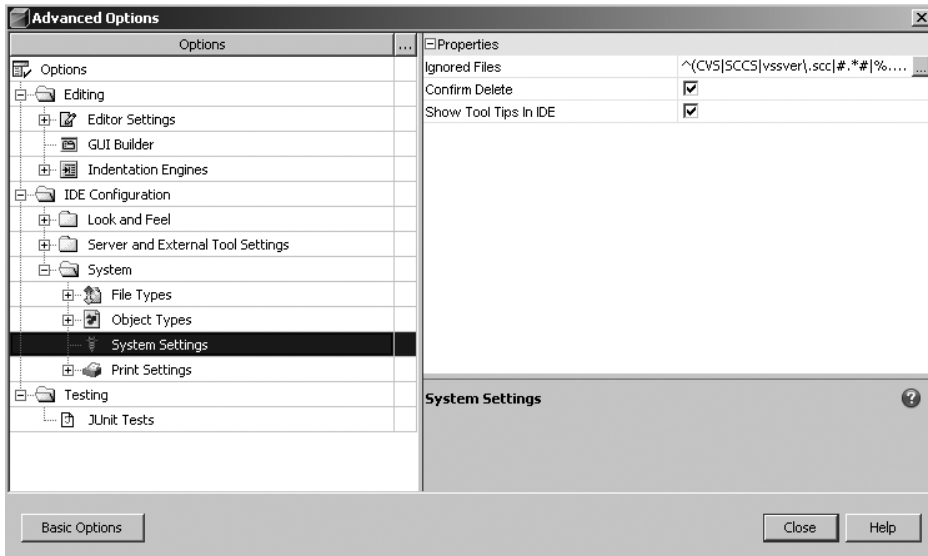 Advanced Options
Options ...
Options
Editing
Editor Settings
GUI Builder
Indentation Engines
IDE Configuration
Look and Feel
Server and External Tool Settings
System
File Types
Object Types
System Settings
Print Settings
Testing
JUnit Tests
Properties
Ignored Files ^(CVS|SCCS|vssver\.scc|#.*#|%.... ...
Confirm Delete
Show Tool Tips In IDE
System Settings
Basic Options
Close
Help